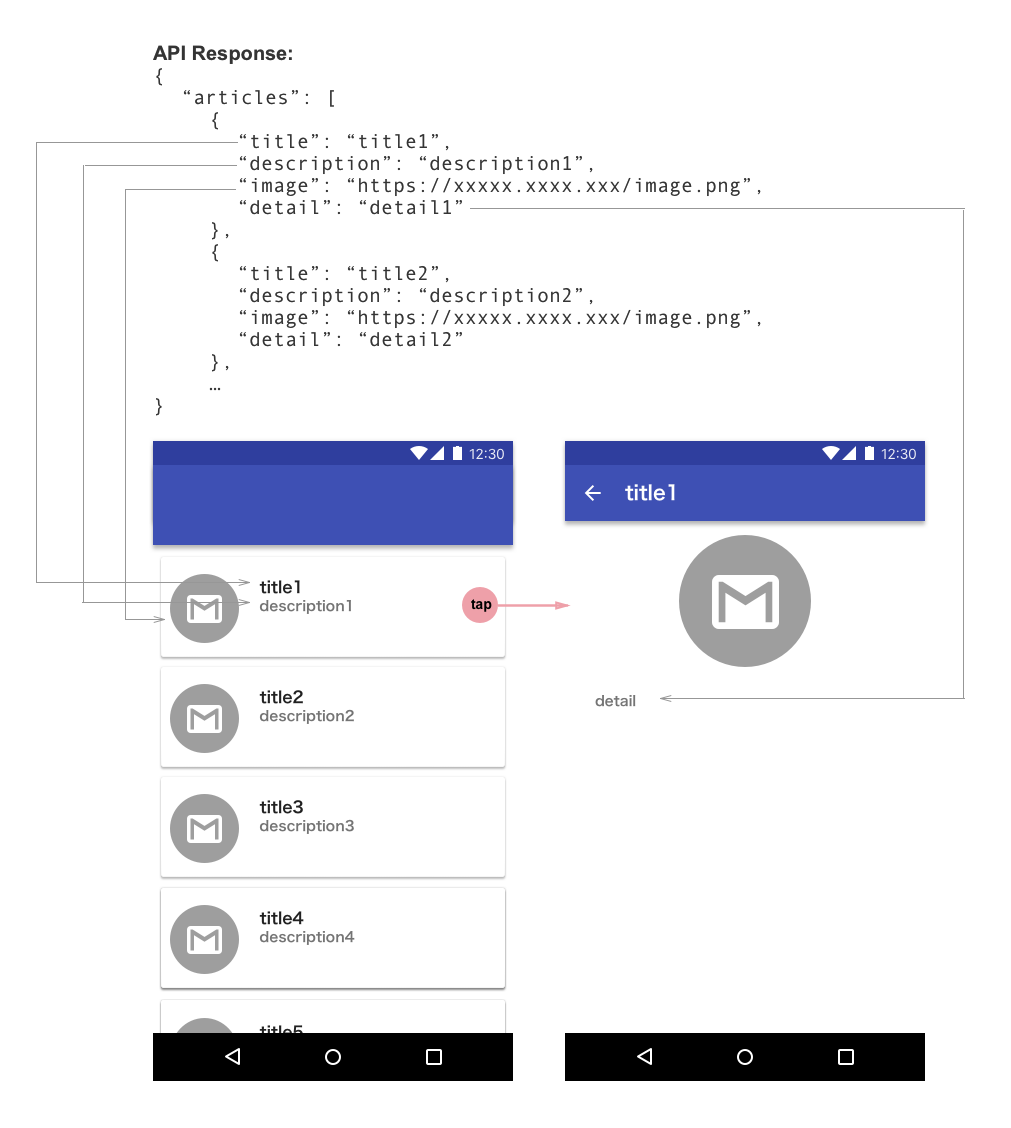 API Response:
{
“articles”: [
{
“title”: “title1”,
“description”: “description1”,
“image”: “https://xxxxx.xxxx.xxx/image.png”,
“detail”: “detail1”
},
{
“title”: “title2”,
“description”: “description2”,
“image”: “https://xxxxx.xxxx.xxx/image.png”,
“detail”: “detail2”
},
…
}
12:30
title1
description1
tap
title2
description2
title3
description3
title4
description4
title5
12:30
title1
detail